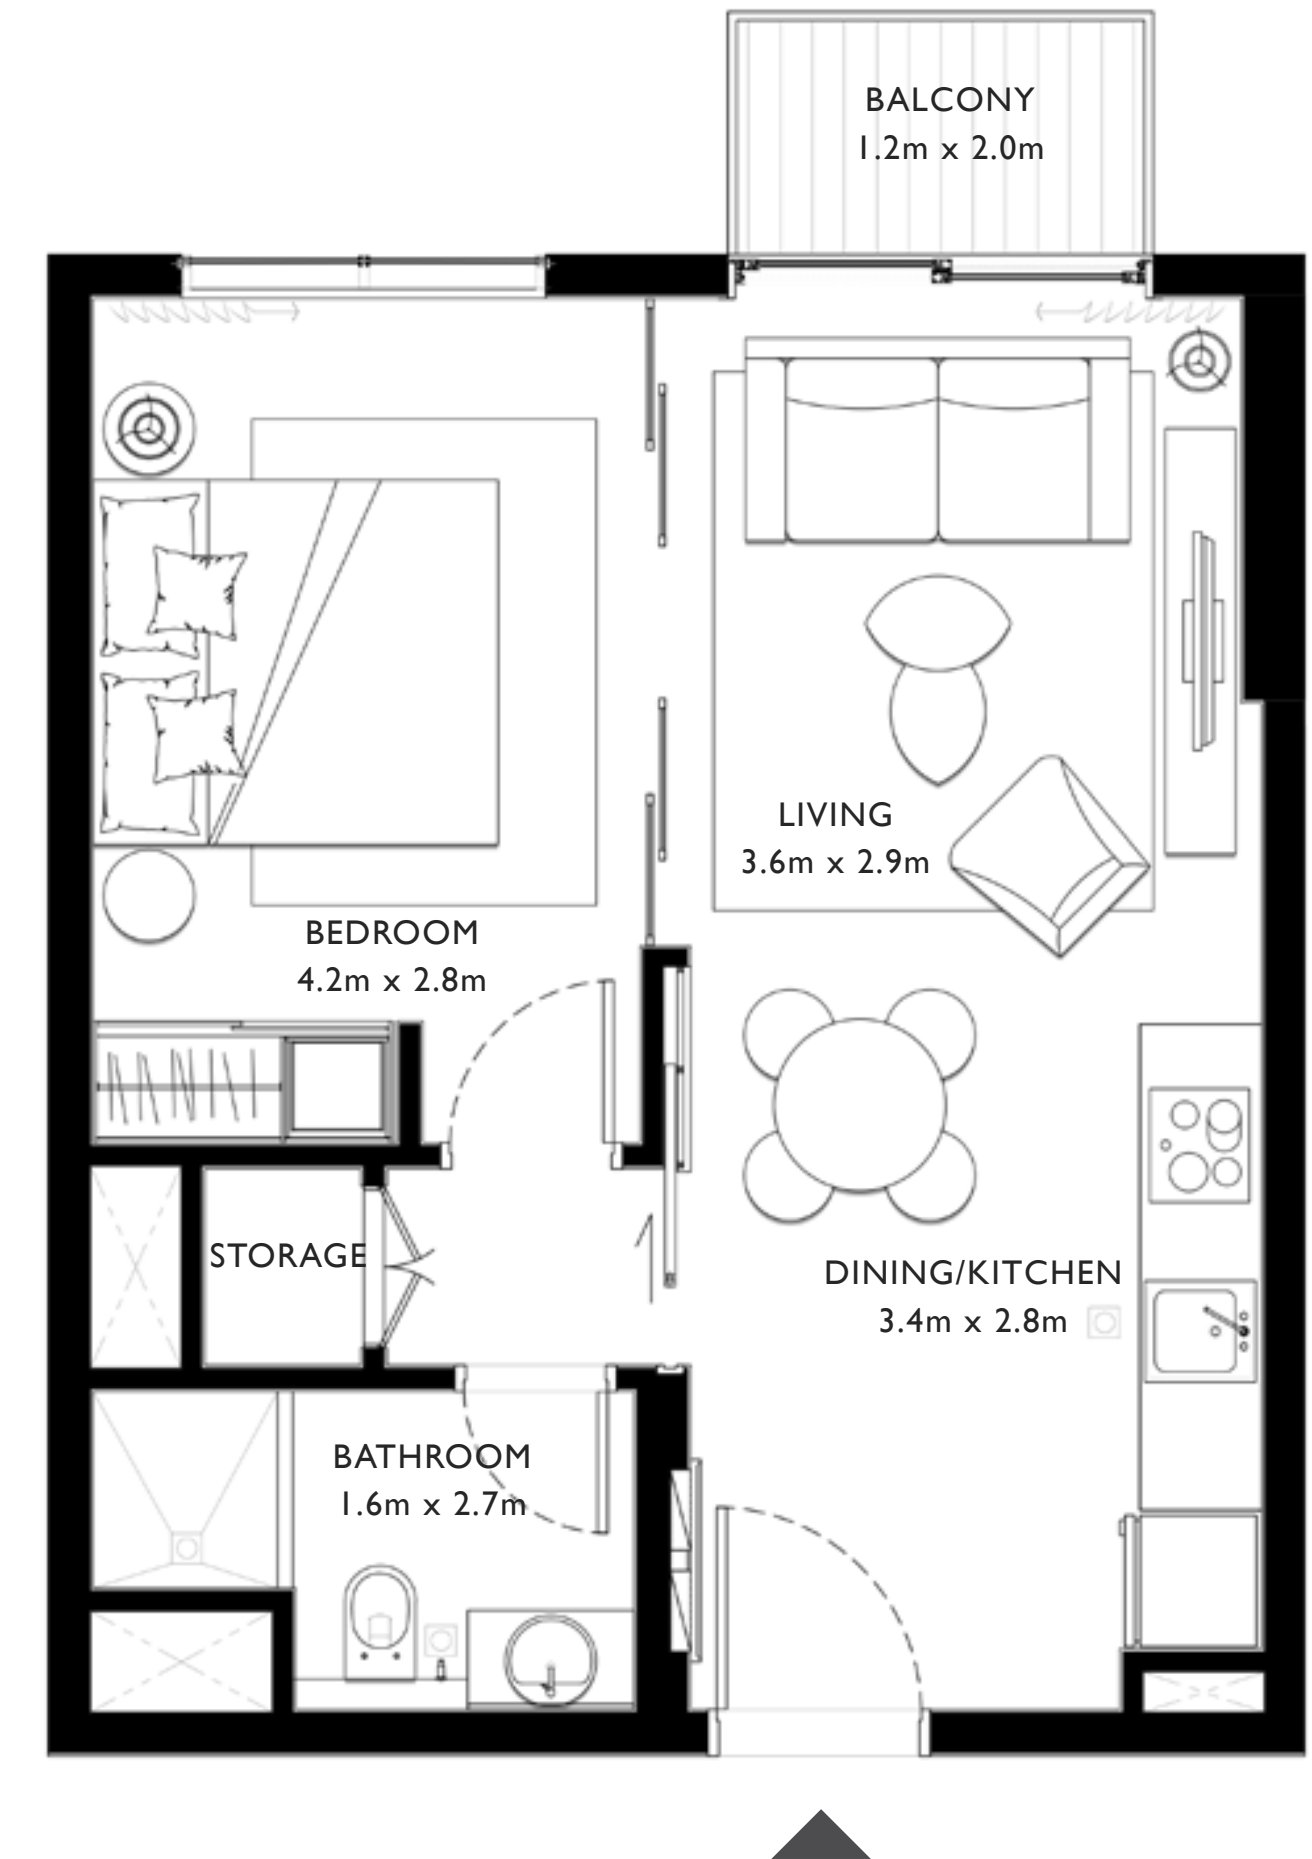 BALCONY
1.2m x 2.0m
LIVING
3.6m x 2.9m
BEDROOM
4.2m x 2.8m
STORAGE
DINING/KITCHEN
3.4m x 2.8m
BATHROOM
1.6m x 2.7m